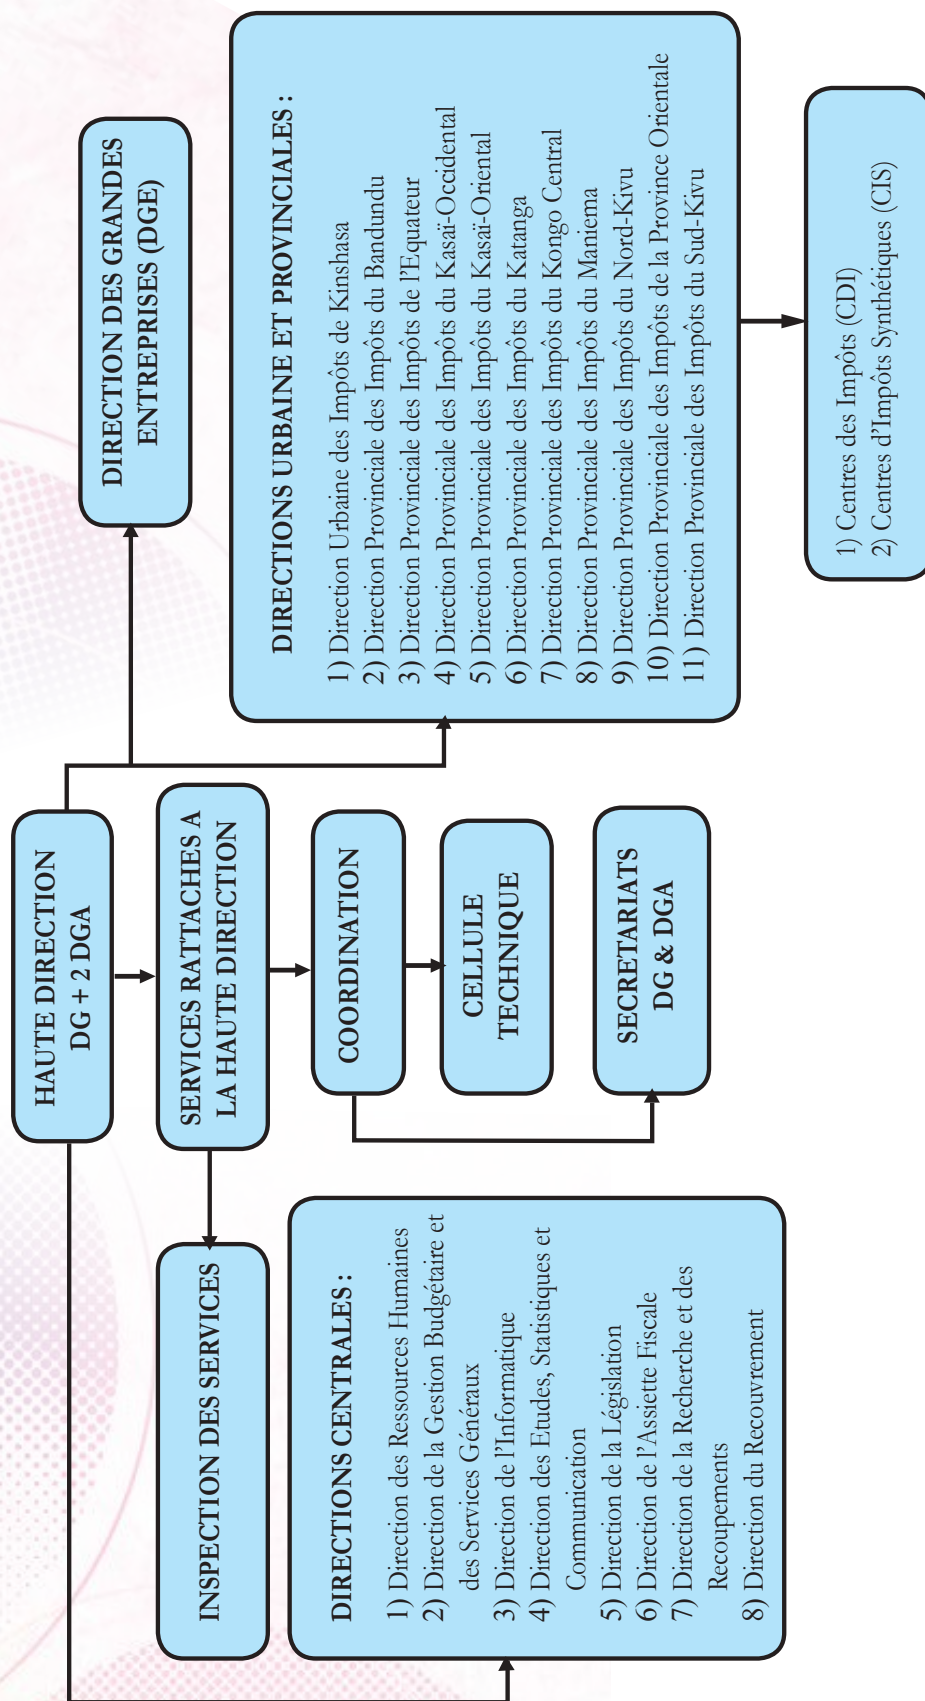 HAUTE DIRECTION
DG + 2 DGA
SERVICES RATTACHES A
LA HAUTE DIRECTION
INSPECTION DES SERVICES
COORDINATION
CELLULE
TECHNIQUE
SECRETARIATS
DG & DGA
DIRECTIONS CENTRALES :
1) Direction des Ressources Humaines
2) Direction de la Gestion Budgétaire et
des Services Généraux
3) Direction de l'Informatique
4) Direction des Etudes, Statistiques et
Communication
5) Direction de la Législation
6) Direction de l'Assiette Fiscale
7) Direction de la Recherche et des
Recoupements
8) Direction du Recouvrement
DIRECTION DES GRANDES
ENTREPRISES (DGE)
DIRECTIONS URBAINE ET PROVINCIALES :
1) Direction Urbaine des Impôts de Kinshasa
2) Direction Provinciale des Impôts du Bandundu
3) Direction Provinciale des Impôts de l'Equateur
4) Direction Provinciale des Impôts du Kasaï-Occidental
5) Direction Provinciale des Impôts du Kasaï-Oriental
6) Direction Provinciale des Impôts du Katanga
7) Direction Provinciale des Impôts du Kongo Central
8) Direction Provinciale des Impôts du Maniema
9) Direction Provinciale des Impôts du Nord-Kivu
10) Direction Provinciale des Impôts de la Province Orientale
11) Direction Provinciale des Impôts du Sud-Kivu
1) Centres des Impôts (CDI)
2) Centres d'Impôts Synthétiques (CIS)